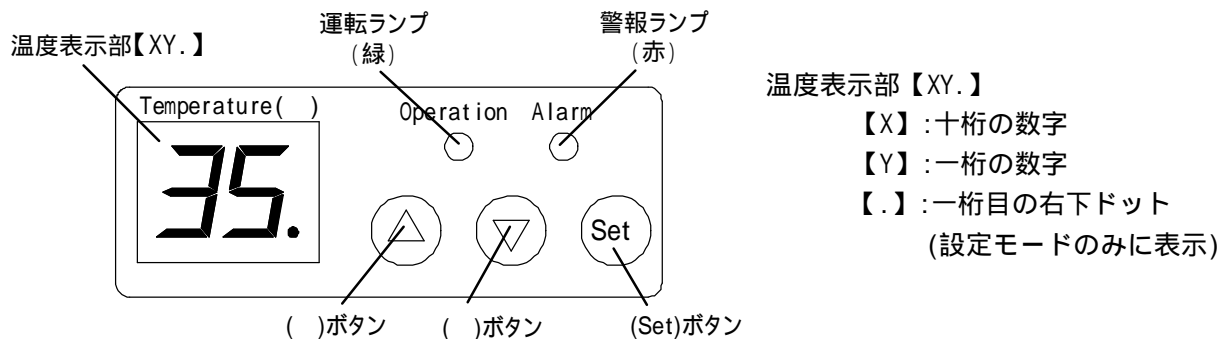 運転ランプ
(緑)
警報ランプ
(赤)
温度表示部【XY.】
Temperature( )
Operation Alarm
35.
Set
( )ボタン
( )ボタン
(Set)ボタン
温度表示部【XY.】
【X】:十桁の数字
【Y】:一桁の数字
【.】:一桁目の右下ドット
(設定モードのみに表示)